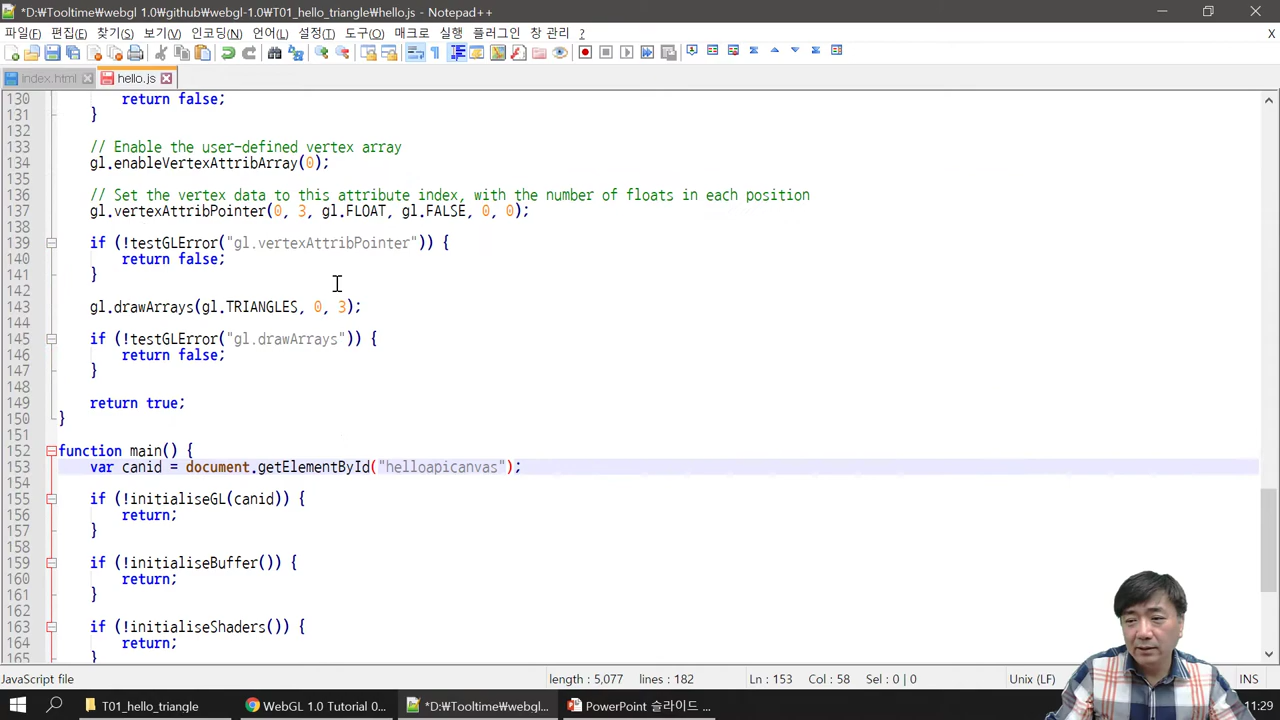 *D:₩Tooltime₩webgl 1.0₩github₩webgl-1.0₩T01_hello_triangle₩hello.js - Notepad++
파일(F) 편집(E) 찾기(S) 보기(V) 인코딩(N) 언어(L) 설정(T) 도구(O) 매크로 실행 플러그인 창 관리 ? X
index.html hello.js
130 return false;
131 }
132
133 // Enable the user-defined vertex array
134 gl.enableVertexAttribArray(0);
135
136 // Set the vertex data to this attribute index, with the number of floats in each position
137 gl.vertexAttribPointer(0, 3, gl.FLOAT, gl.FALSE, 0, 0);
138
139 if (!testGLError("gl.vertexAttribPointer")) {
140 return false;
141 }
142
143 gl.drawArrays(gl.TRIANGLES, 0, 3);
144
145 if (!testGLError("gl.drawArrays")) {
146 return false;
147 }
148
149 return true;
150 }
151
152 function main() {
153 var canid = document.getElementById("helloapicanvas");
154
155 if (!initialiseGL(canid)) {
156 return;
157 }
158
159 if (!initialiseBuffer()) {
160 return;
161 }
162
163 if (!initialiseShaders()) {
164 return;
165 }
JavaScript file length : 5,077 lines : 182 Ln : 153 Col : 58 Sel : 0 | 0 Unix (LF) INS
T01_hello_triangle WebGL 1.0 Tutorial 0... *D:₩Tooltime₩webgl... PowerPoint 슬라이드 ... 11:29